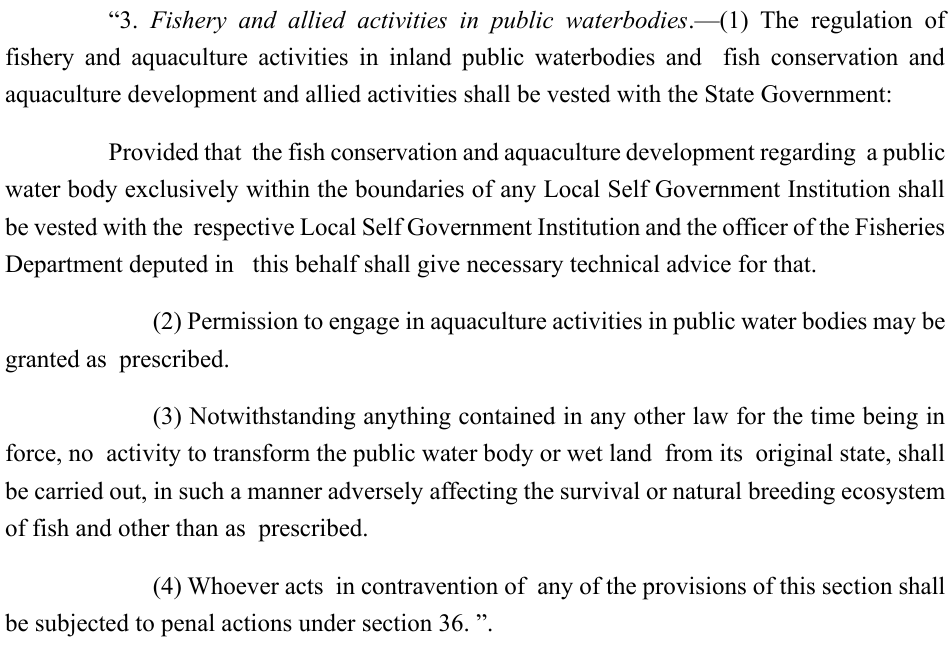 “3. Fishery and allied activities in public waterbodies.—(1) The regulation of
fishery and aquaculture activities in inland public waterbodies and fish conservation and
aquaculture development and allied activities shall be vested with the State Government:
Provided that the fish conservation and aquaculture development regarding a public
water body exclusively within the boundaries of any Local Self Government Institution shall
be vested with the respective Local Self Government Institution and the officer of the Fisheries
Department deputed in this behalf shall give necessary technical advice for that.
(2) Permission to engage in aquaculture activities in public water bodies may be
granted as prescribed.
(3) Notwithstanding anything contained in any other law for the time being in
force, no activity to transform the public water body or wet land from its original state, shall
be carried out, in such a manner adversely affecting the survival or natural breeding ecosystem
of fish and other than as prescribed.
(4) Whoever acts in contravention of any of the provisions of this section shall
be subjected to penal actions under section 36. ”.